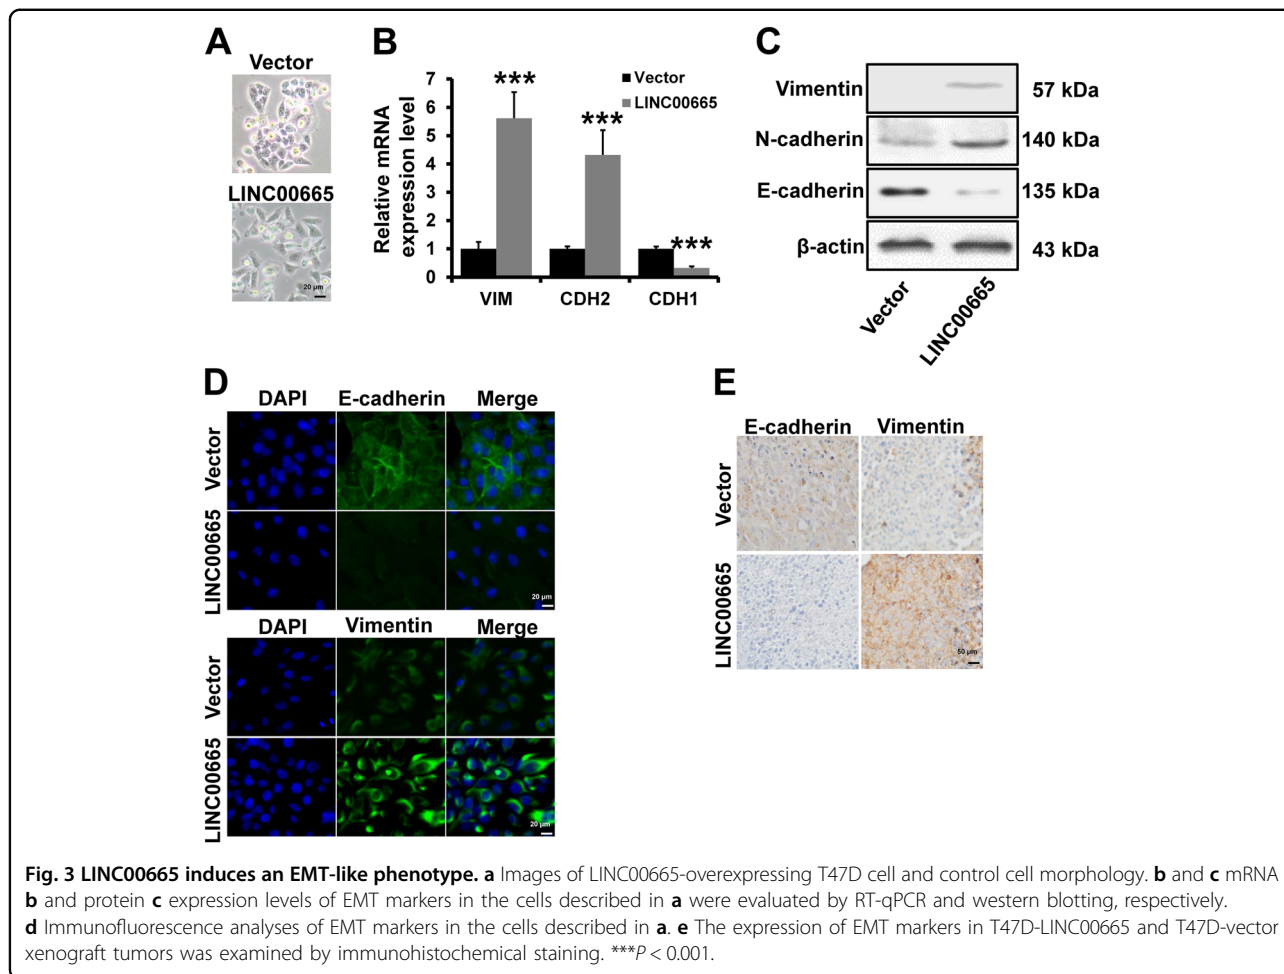 A
Vector
LINC00665
20 µm
B
Relative mRNA
expression level
7
6
5
4
3
2
1
0
***
***
***
Vector
LINC00665
VIM CDH2 CDH1
C
Vimentin 57 kDa
N-cadherin 140 kDa
E-cadherin 135 kDa
β-actin 43 kDa
Vector LINC00665
D
DAPI E-cadherin Merge
Vector
LINC00665
20 µm
DAPI Vimentin Merge
Vector
LINC00665
20 µm
E
E-cadherin Vimentin
Vector
LINC00665
50 µm
Fig. 3 LINC00665 induces an EMT-like phenotype. a Images of LINC00665-overexpressing T47D cell and control cell morphology. b and c mRNA
b and protein c expression levels of EMT markers in the cells described in a were evaluated by RT-qPCR and western blotting, respectively.
d Immunofluorescence analyses of EMT markers in the cells described in a. e The expression of EMT markers in T47D-LINC00665 and T47D-vector
xenograft tumors was examined by immunohistochemical staining. ***P < 0.001.